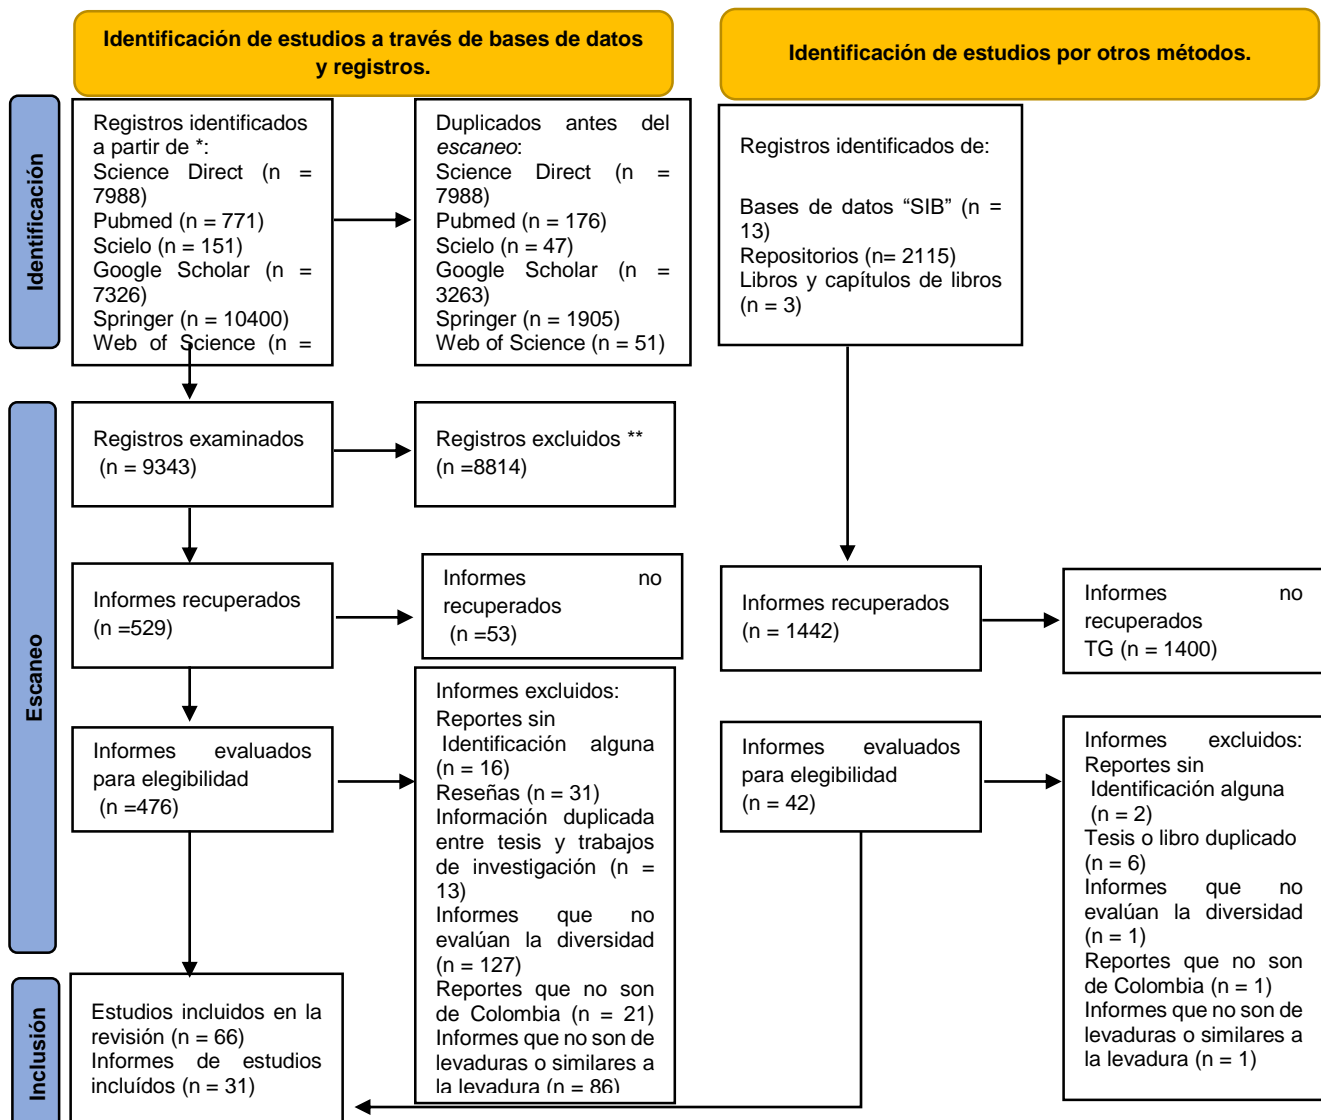 Identificación de estudios a través de bases de datos
y registros.
Identificación de estudios por otros métodos.
Identificación
Registros identificados
a partir de *:
Science Direct (n =
7988)
Pubmed (n = 771)
Scielo (n = 151)
Google Scholar (n =
7326)
Springer (n = 10400)
Web of Science (n =
Duplicados antes del
escaneo:
Science Direct (n =
7988)
Pubmed (n = 176)
Scielo (n = 47)
Google Scholar (n =
3263)
Springer (n = 1905)
Web of Science (n = 51)
Registros identificados de:
Bases de datos “SIB” (n =
13)
Repositorios (n= 2115)
Libros y capítulos de libros
(n = 3)
Escaneo
Registros examinados
(n = 9343)
Registros excluidos **
(n =8814)
Informes recuperados
(n =529)
Informes no
recuperados
(n =53)
Informes recuperados
(n = 1442)
Informes no
recuperados
TG (n = 1400)
Informes evaluados
para elegibilidad
(n =476)
Informes excluidos:
Reportes sin
Identificación alguna
(n = 16)
Reseñas (n = 31)
Información duplicada
entre tesis y trabajos
de investigación (n =
13)
Informes que no
evalúan la diversidad
(n = 127)
Reportes que no son
de Colombia (n = 21)
Informes que no son de
levaduras o similares a
la levadura (n = 86)
Informes evaluados
para elegibilidad
(n = 42)
Informes excluidos:
Reportes sin
Identificación alguna
(n = 2)
Tesis o libro duplicado
(n = 6)
Informes que no
evalúan la diversidad
(n = 1)
Reportes que no son
de Colombia (n = 1)
Informes que no son de
levaduras o similares a
la levadura (n = 1)
Inclusión
Estudios incluidos en la
revisión (n = 66)
Informes de estudios
incluídos (n = 31)